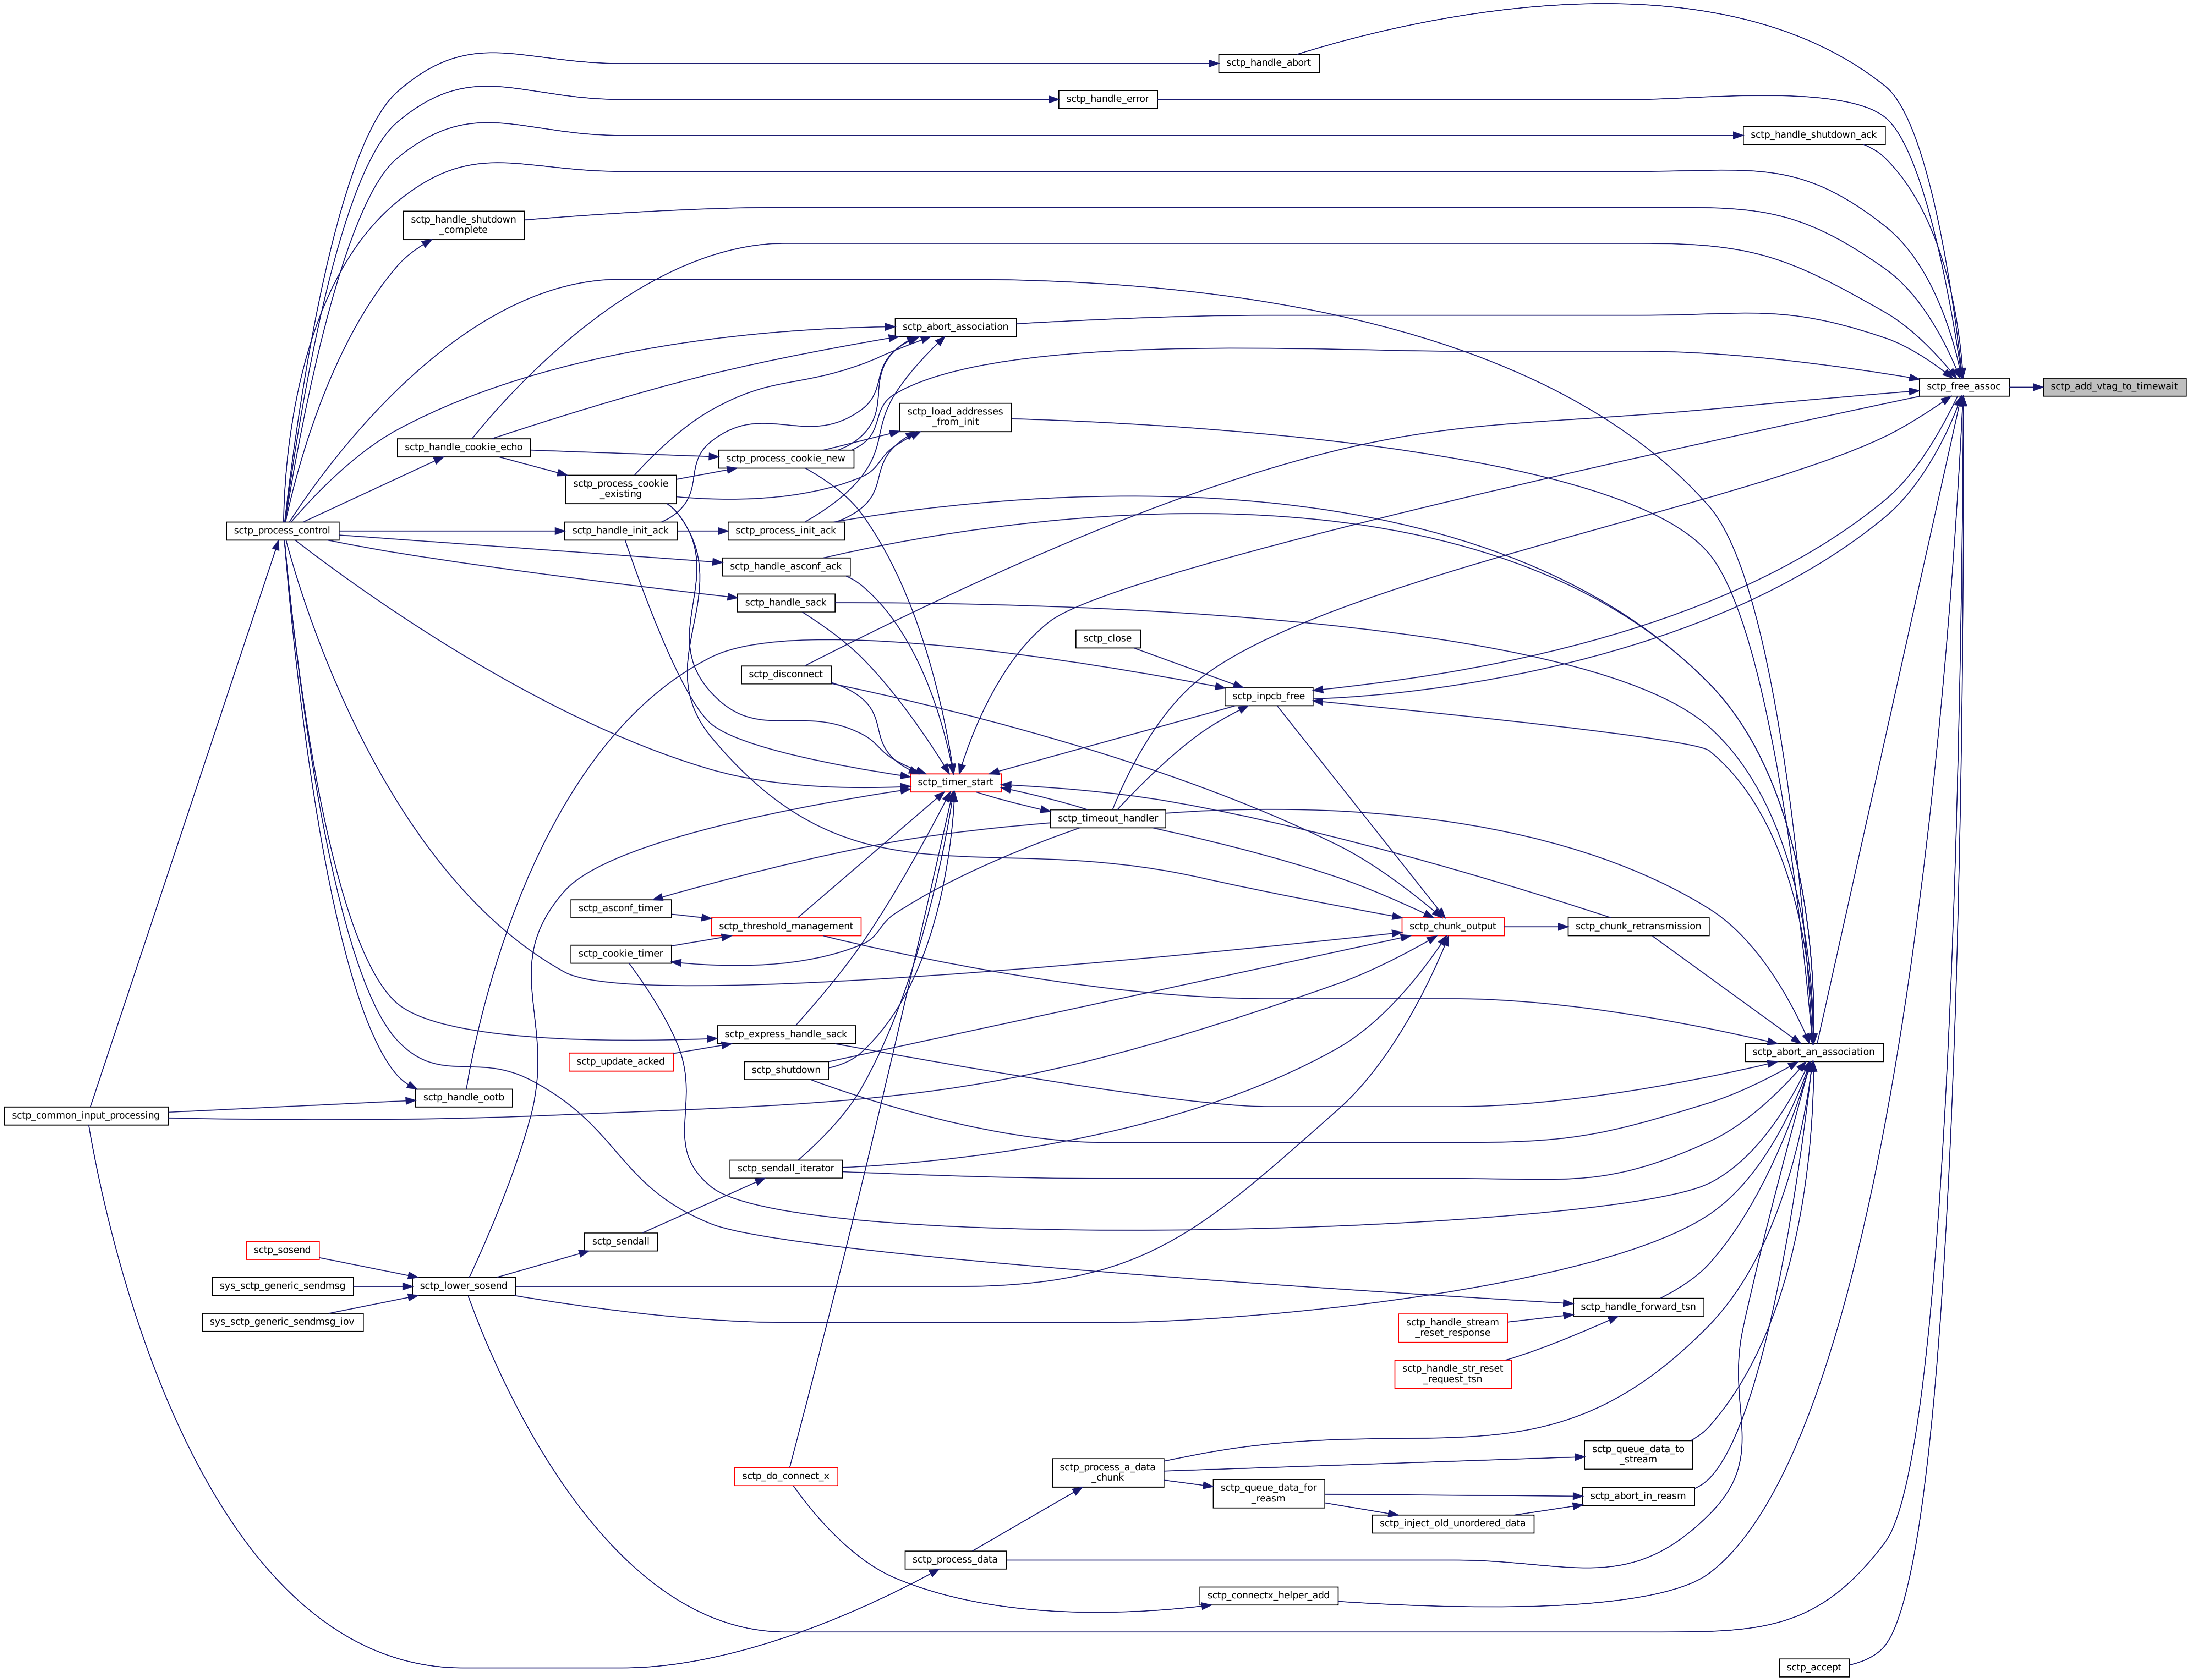 sctp_handle_abort
sctp_handle_error
sctp_handle_shutdown_ack
sctp_handle_shutdown
_complete
sctp_abort_association
sctp_free_assoc
sctp_add_vtag_to_timewait
sctp_load_addresses
_from_init
sctp_handle_cookie_echo
sctp_process_cookie_new
sctp_process_cookie
_existing
sctp_process_control
sctp_handle_init_ack
sctp_process_init_ack
sctp_handle_asconf_ack
sctp_handle_sack
sctp_close
sctp_disconnect
sctp_inpcb_free
sctp_timer_start
sctp_timeout_handler
sctp_asconf_timer
sctp_threshold_management
sctp_chunk_output
sctp_chunk_retransmission
sctp_cookie_timer
sctp_express_handle_sack
sctp_abort_an_association
sctp_update_acked
sctp_shutdown
sctp_handle_ootb
sctp_common_input_processing
sctp_sendall_iterator
sctp_sendall
sctp_sosend
sys_sctp_generic_sendmsg
sctp_lower_sosend
sys_sctp_generic_sendmsg_iov
sctp_handle_forward_tsn
sctp_handle_stream
_reset_response
sctp_handle_str_reset
_request_tsn
sctp_queue_data_to
_stream
sctp_do_connect_x
sctp_process_a_data
_chunk
sctp_queue_data_for
_reasm
sctp_abort_in_reasm
sctp_inject_old_unordered_data
sctp_process_data
sctp_connectx_helper_add
sctp_accept